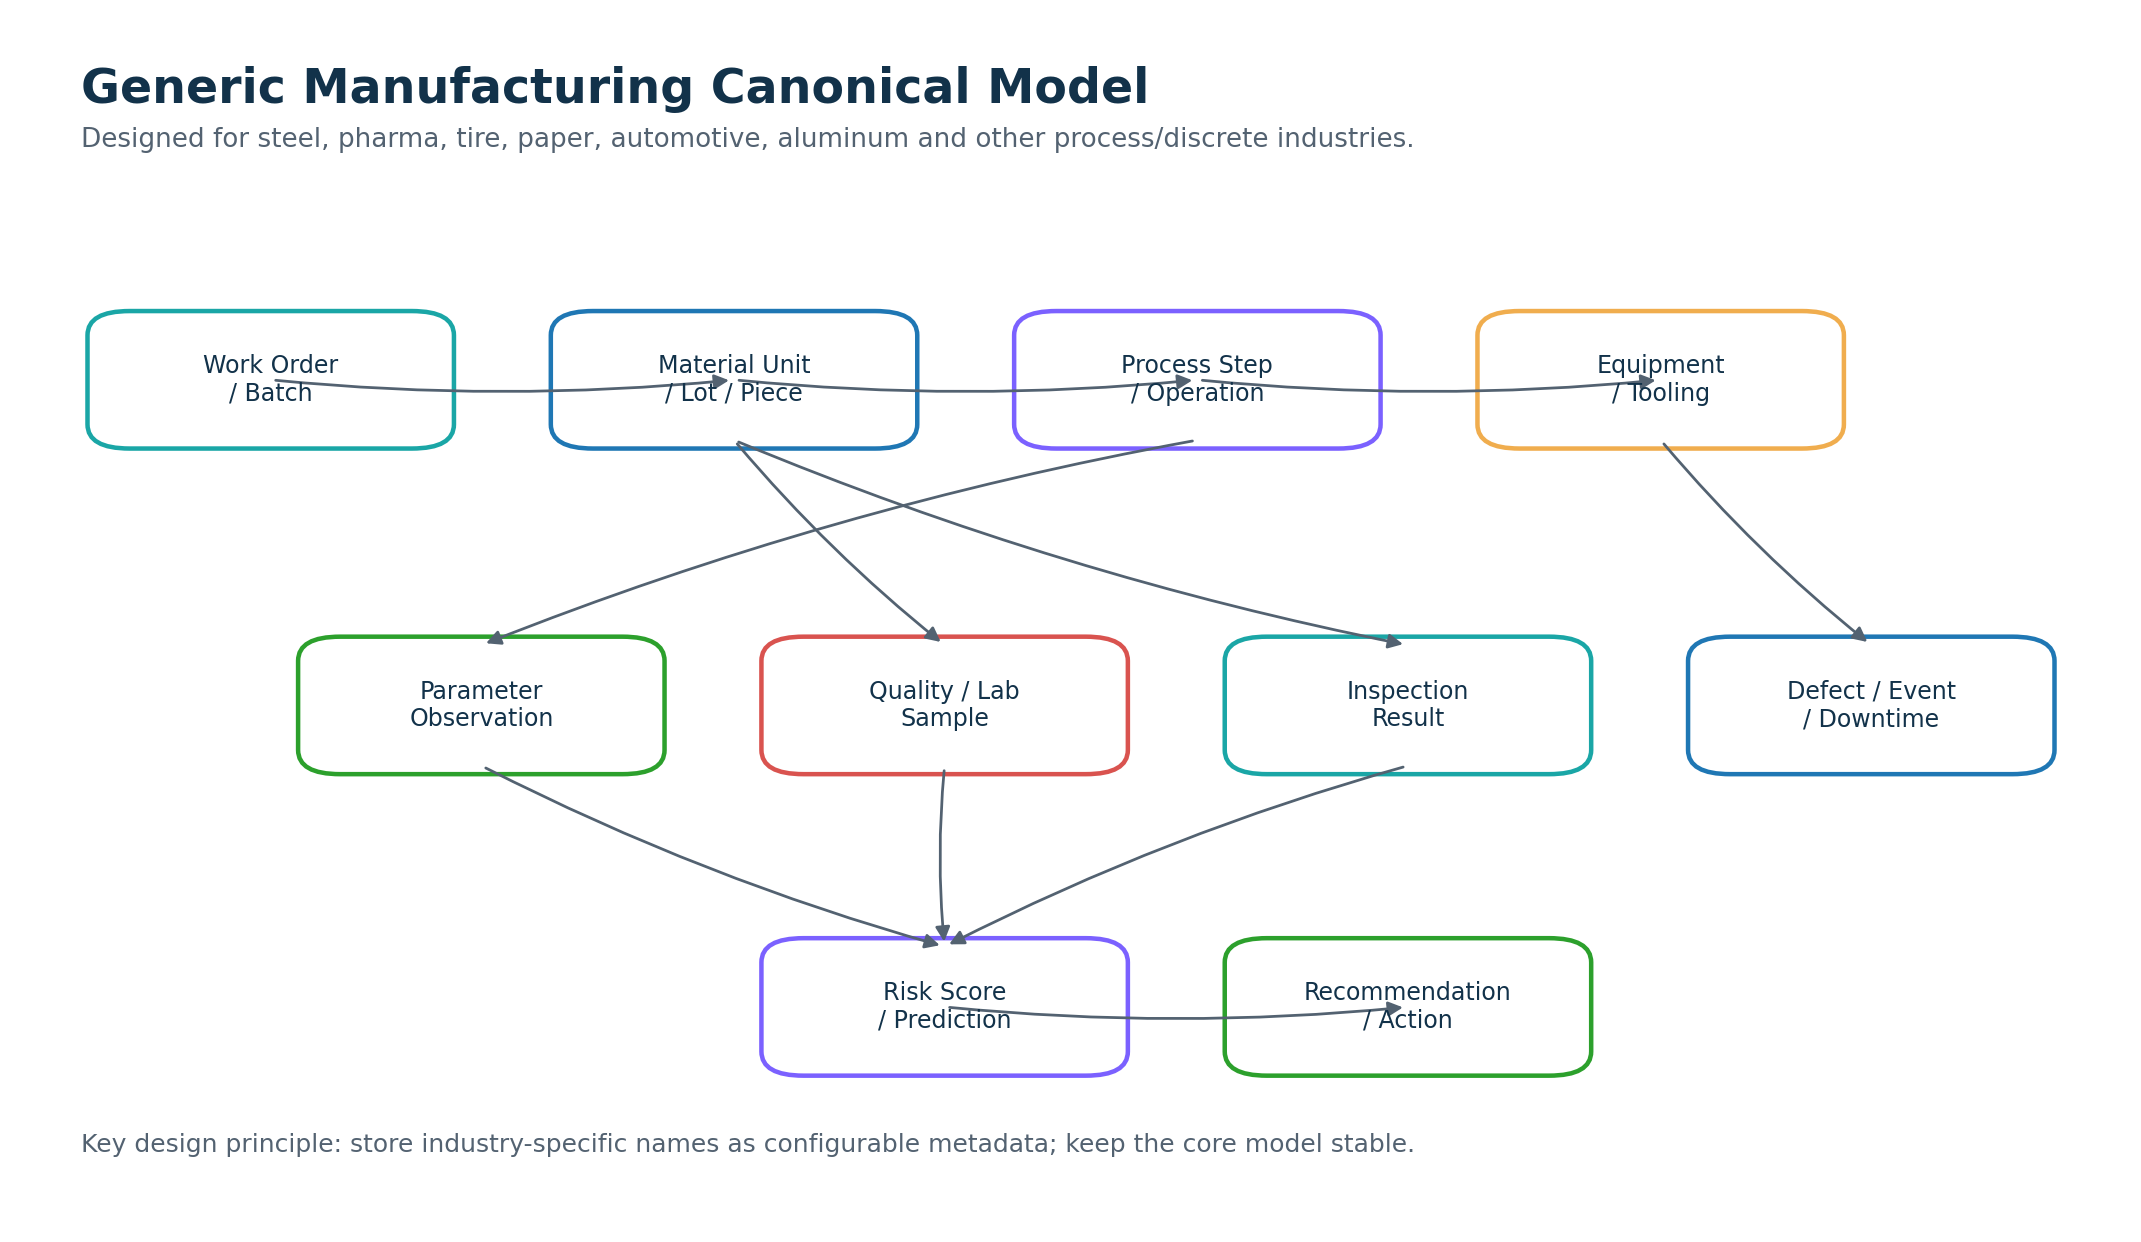 Generic Manufacturing Canonical Model
Designed for steel, pharma, tire, paper, automotive, aluminum and other process/discrete industries.
Work Order
/ Batch
Material Unit
/ Lot / Piece
Process Step
/ Operation
Equipment
/ Tooling
Parameter
Observation
Quality / Lab
Sample
Inspection
Result
Defect / Event
/ Downtime
Risk Score
/ Prediction
Recommendation
/ Action
Key design principle: store industry-specific names as configurable metadata; keep the core model stable.